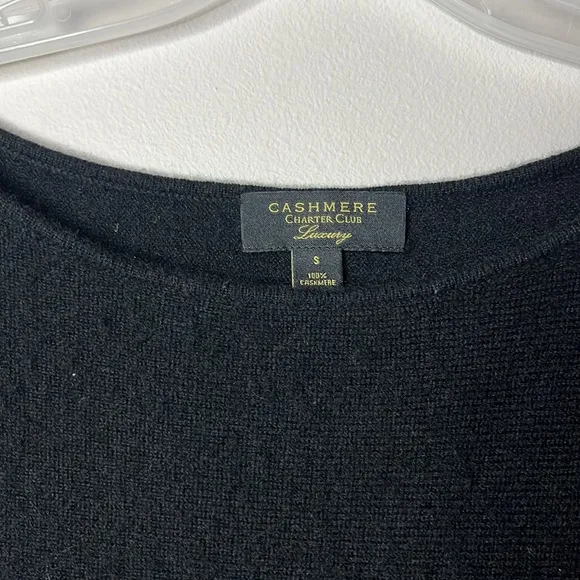 CASHMERE
CHARTER CLUB
Luxury
S
100%
CASHMERE